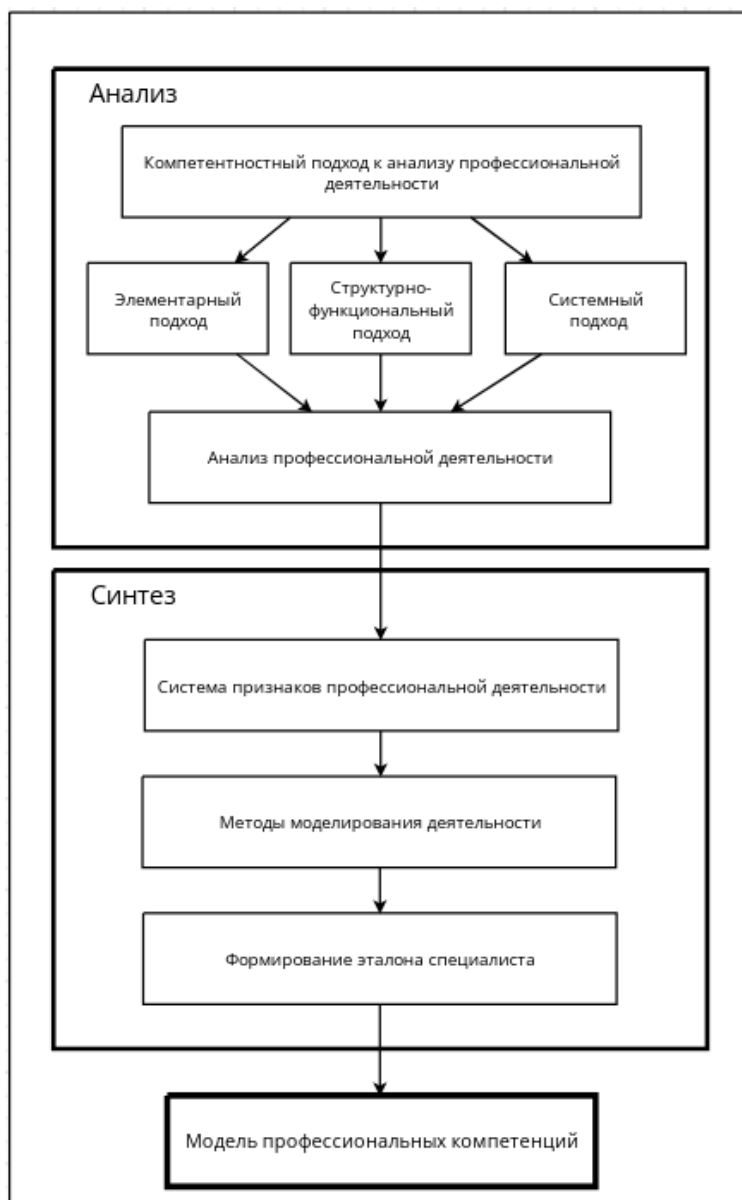 Анализ
Компетентностный подход к анализу профессиональной
деятельности
Элементарный
подход
Структурно-
функциональный
подход
Системный
подход
Анализ профессиональной деятельности
Синтез
Система признаков профессиональной деятельности
Методы моделирования деятельности
Формирование эталона специалиста
Модель профессиональных компетенций